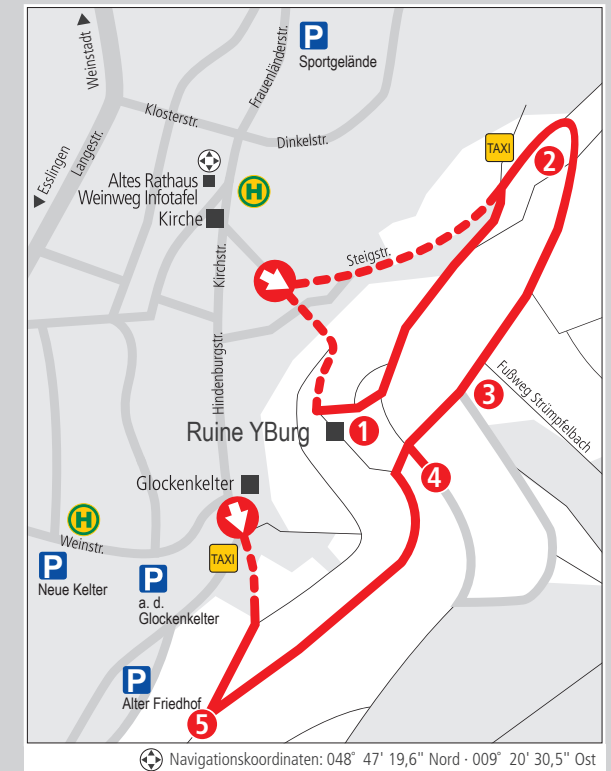 Weinstadt
P
Sportgelände
Frauenländerstr.
Klosterstr.
Dinkelstr.
Langestr.
Esslingen
TAXI
2
Altes Rathaus
Weinweg Infotafel
H
Kirche
Kirchstr.
Steigstr.
Hindenburgstr.
3
Fußweg Strümpfelbach
Ruine YBurg
1
4
Glockenkelter
H
Weinstr.
TAXI
P
Neue Kelter
P
a. d.
Glockenkelter
P
Alter Friedhof
5
Navigationskoordinaten: 048° 47' 19,6" Nord · 009° 20' 30,5" Ost